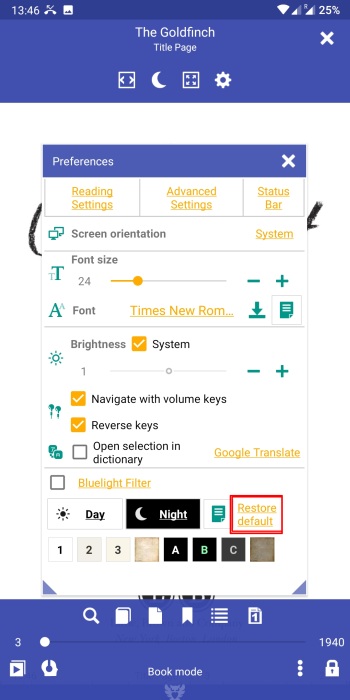 13:46
R
25%
The Goldfinch
Title Page
Preferences
Reading
Settings
Advanced
Settings
Status
Bar
Screen orientation
System
Font size
24
Font
Times New Rom...
Brightness
System
1
Navigate with volume keys
Reverse keys
Open selection in
dictionary
Google Translate
Bluelight Filter
Day
Night
Restore
default
1
2
3
A
B
C
3
1940
Book mode